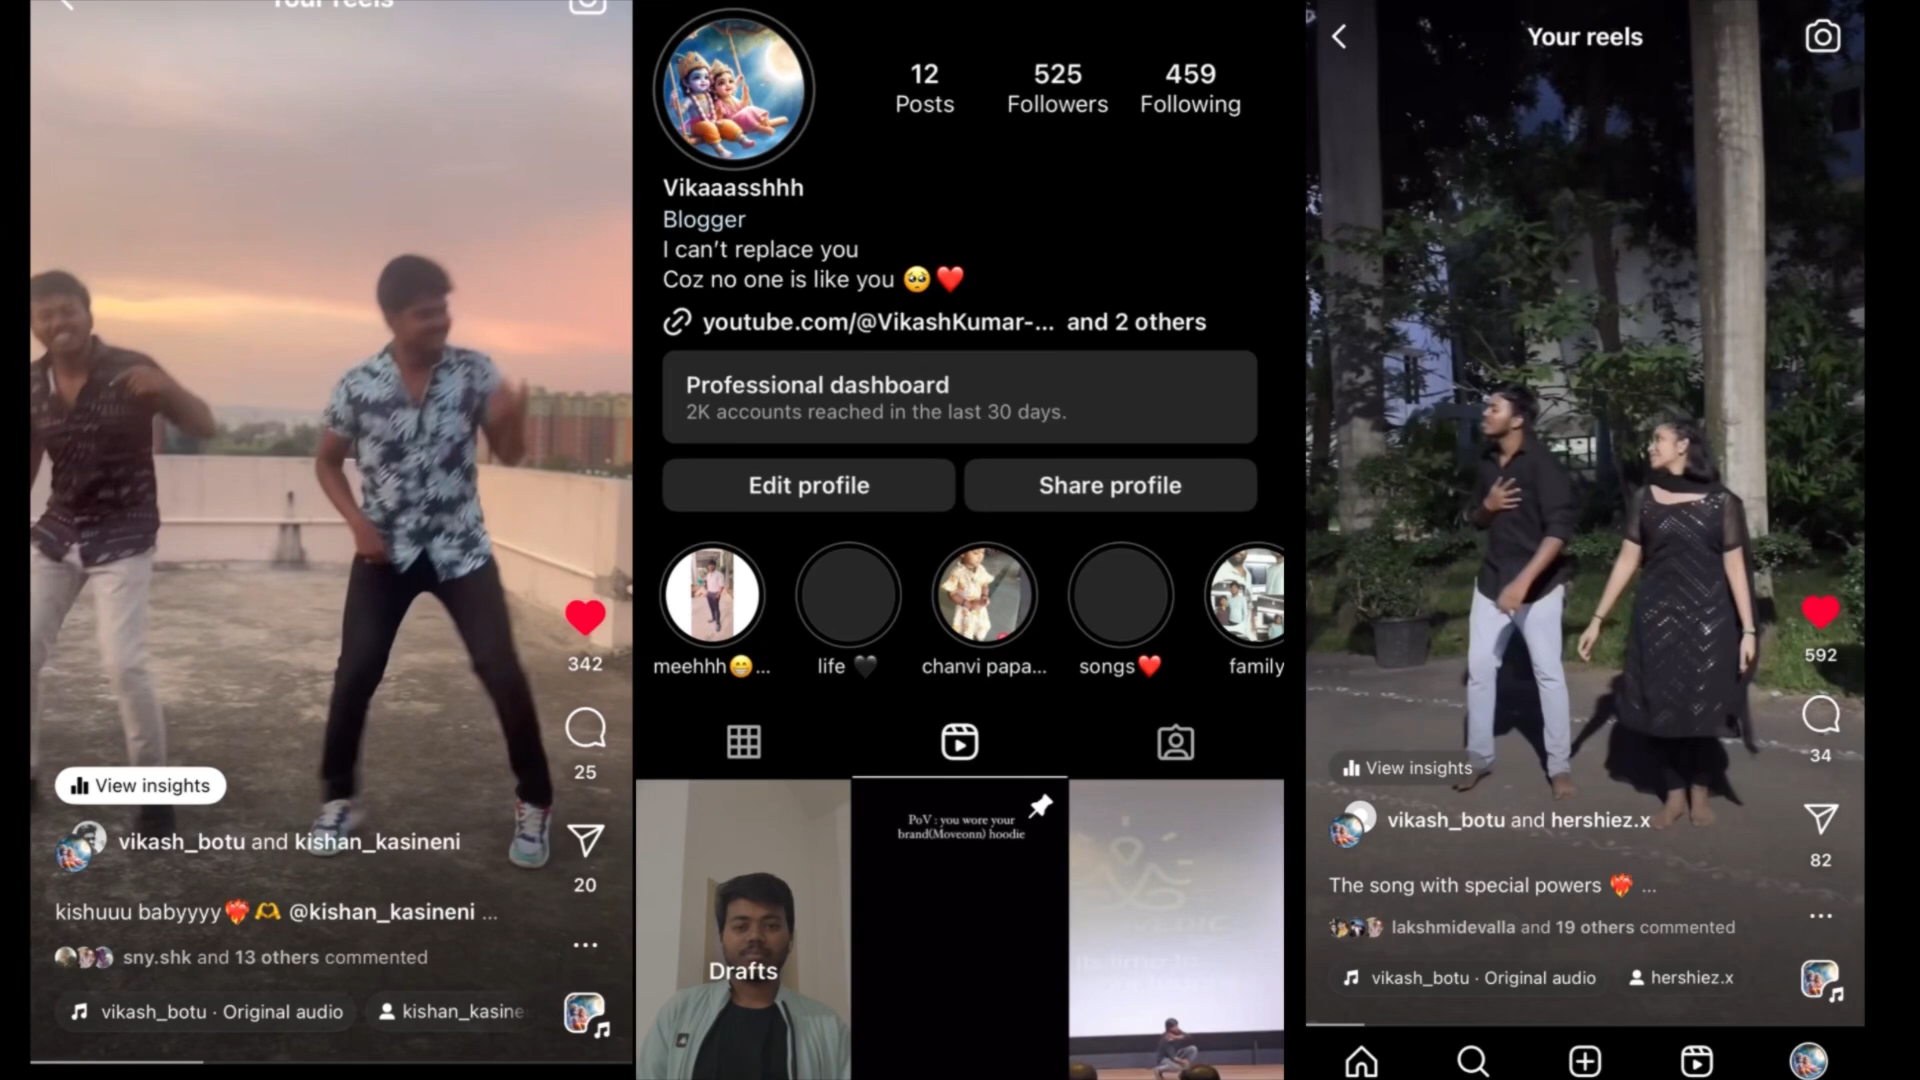 Your reels
342
25
View insights
vikash_botu and kishan_kasineni
20
kishuuu babyyyy❤️‍🔥🫶 @kishan_kasineni ...
sny.shk and 13 others commented
vikash_botu · Original audio
kishan_kasine
12
Posts
525
Followers
459
Following
Vikaaasshhh
Blogger
I can't replace you
Coz no one is like you 🥺❤️
youtube.com/@VikashKumar-... and 2 others
Professional dashboard
2K accounts reached in the last 30 days.
Edit profile
Share profile
meehhh😁...
life 🖤
chanvi papa...
songs❤️
family
Drafts
PoV : you wore your
brand(Moveonn) hoodie
Your reels
592
34
View insights
vikash_botu and hershiez.x
82
The song with special powers ❤️‍🔥 ...
lakshmidevalla and 19 others commented
vikash_botu · Original audio
hershiez.x